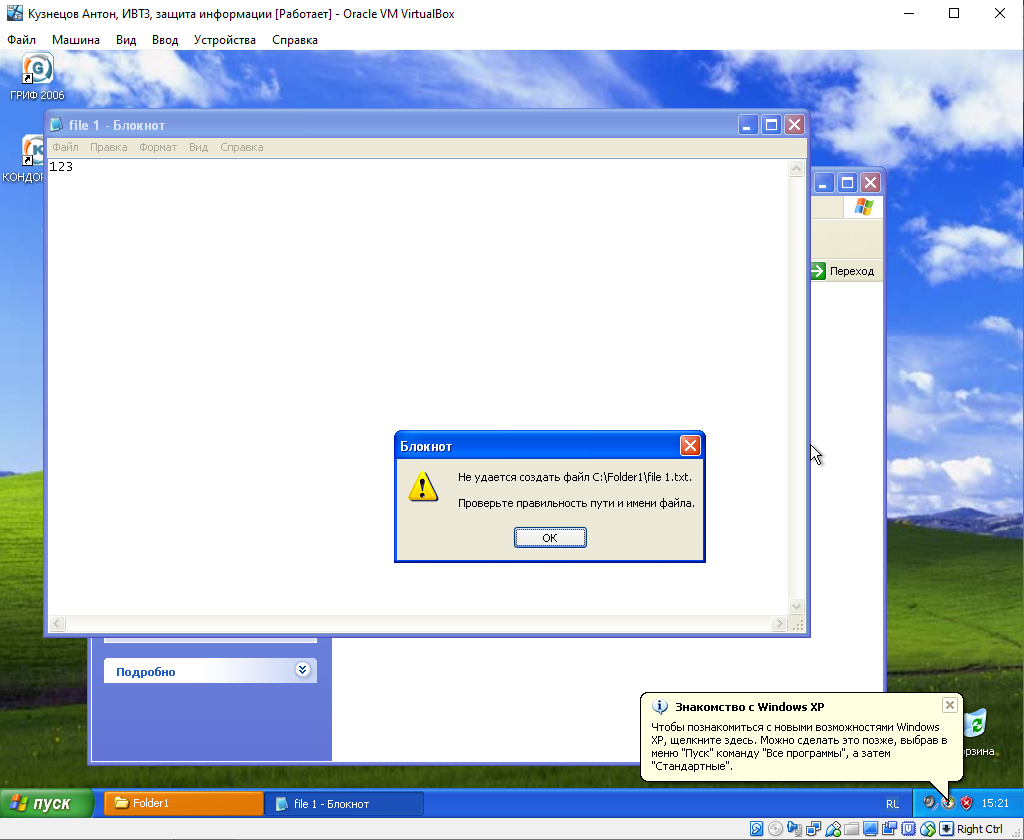 Кузнецов Антон, ИВТЗ, защита информации [Работает] - Oracle VM VirtualBox
Файл Машина Вид Ввод Устройства Справка
ГРИФ 2006
file 1 - Блокнот
Файл Правка Формат Вид Справка
КОНДОР
123
Переход
Блокнот
Не удается создать файл C:\Folder1\file 1.txt.
Проверьте правильность пути и имени файла.
OK
Подробно
Знакомство с Windows XP
Чтобы познакомиться с новыми возможностями Windows
XP, щелкните здесь. Можно сделать это позже, выбрав в
меню "Пуск" команду "Все программы", а затем
"Стандартные".
рзина
пуск
Folder1
file 1 - Блокнот
RL
15:21
Right Ctrl